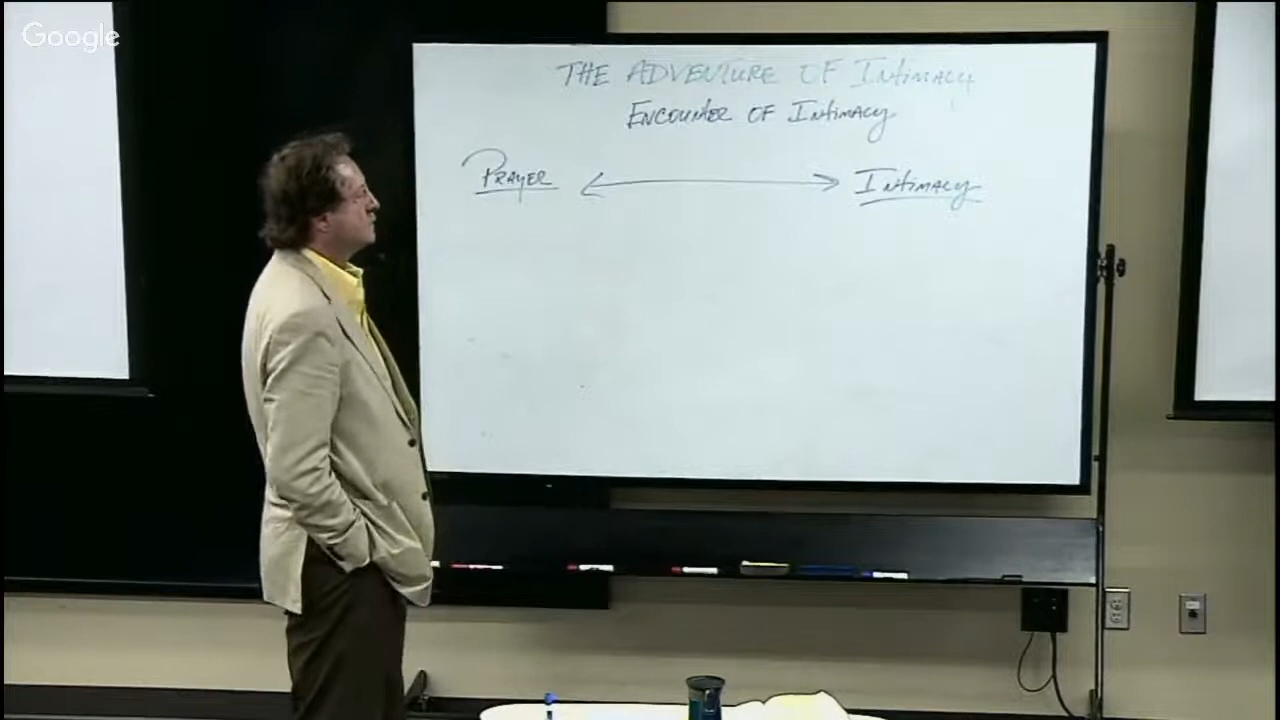 Google
THE ADVENTURE OF INTIMACY
ENCOUNTER OF INTIMACY
PRAYER INTIMACY